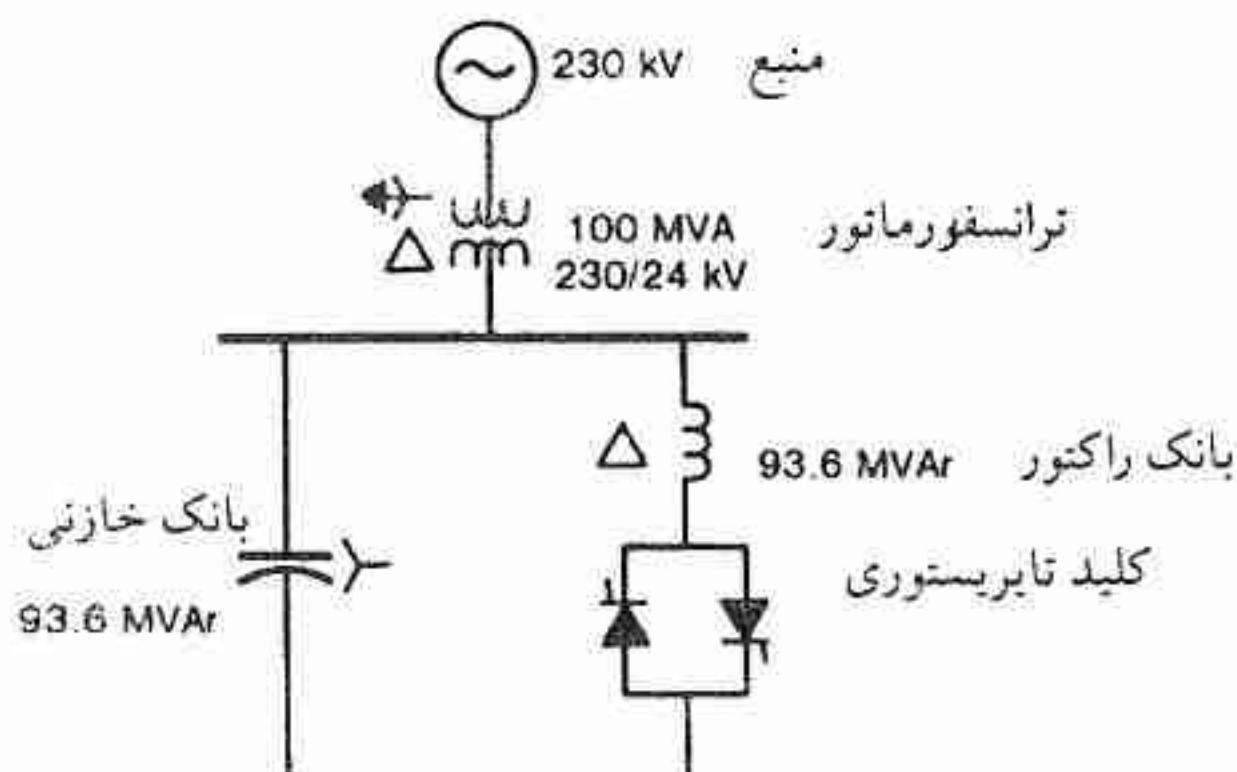 230 kV منبع
100 MVA ترانسفورماتور
230/24 kV
93.6 MVAr بانک راکتور
بانک خازنی
93.6 MVAr
کلید تایریستوری